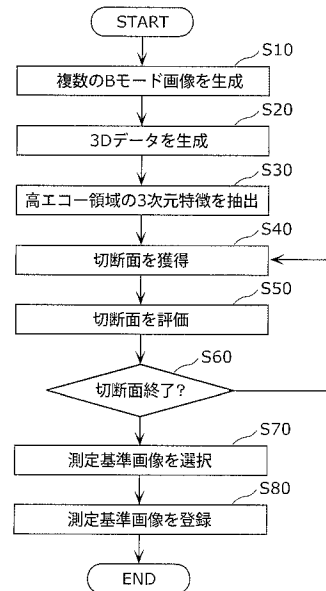 START
S10
複数のBモード画像を生成
S20
3Dデータを生成
S30
高エコー領域の3次元特徴を抽出
S40
切断面を獲得
S50
切断面を評価
S60
切断面終了?
S70
測定基準画像を選択
S80
測定基準画像を登録
END